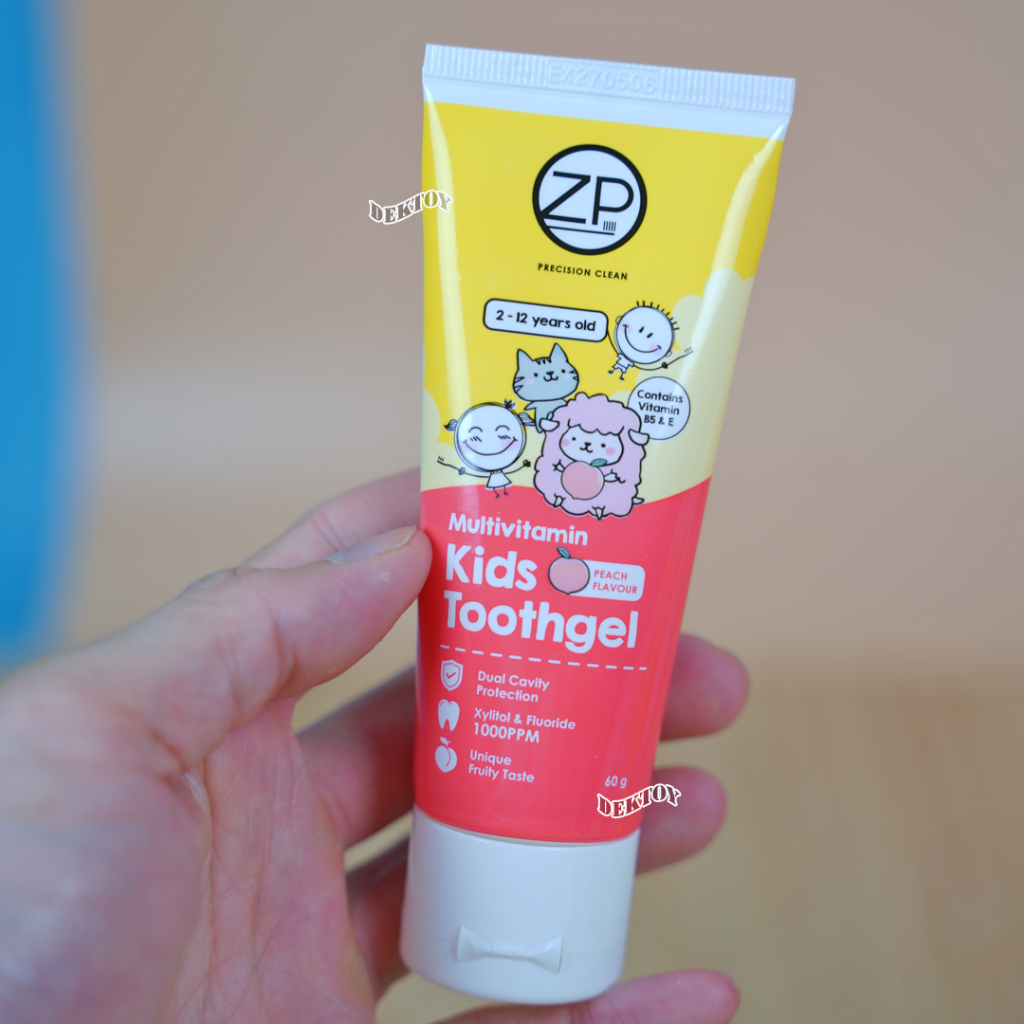 EX270506
ZP
DEKTOY
PRECISION CLEAN
2 - 12 years old
Contains
Vitamin
B5 & E
Multivitamin
Kids
PEACH
FLAVOUR
Toothgel
Dual Cavity
Protection
Xylitol & Fluoride
1000PPM
Unique
Fruity Taste
60 g
DEKTOY